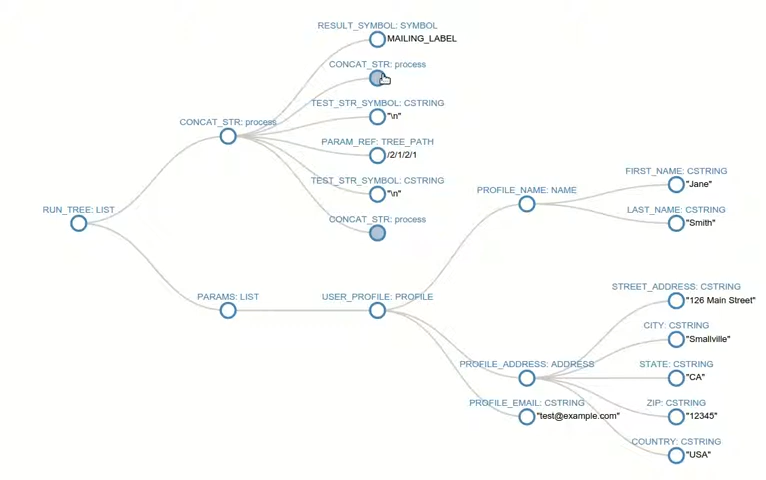 RESULT_SYMBOL: SYMBOL
MAILING_LABEL
CONCAT_STR: process
TEST_STR_SYMBOL: CSTRING
"\n"
CONCAT_STR: process
PARAM_REF: TREE_PATH
/2/1/2/1
TEST_STR_SYMBOL: CSTRING
"\n"
CONCAT_STR: process
RUN_TREE: LIST
PARAMS: LIST
USER_PROFILE: PROFILE
PROFILE_NAME: NAME
FIRST_NAME: CSTRING
"Jane"
LAST_NAME: CSTRING
"Smith"
PROFILE_ADDRESS: ADDRESS
STREET_ADDRESS: CSTRING
"126 Main Street"
CITY: CSTRING
"Smallville"
STATE: CSTRING
"CA"
ZIP: CSTRING
"12345"
COUNTRY: CSTRING
"USA"
PROFILE_EMAIL: CSTRING
"test@example.com"